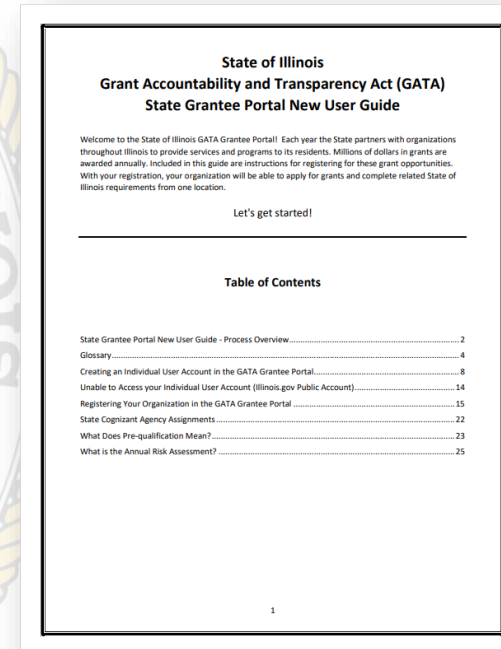 State of Illinois
Grant Accountability and Transparency Act (GATA)
State Grantee Portal New User Guide
Welcome to the State of Illinois GATA Grantee Portal!  Each year the State partners with organizations
throughout Illinois to provide services and programs to its residents. Millions of dollars in grants are
awarded annually. Included in this guide are instructions for registering for these grant opportunities.
With your registration, your organization will be able to apply for grants and complete related State of
Illinois requirements from one location.
Let's get started!
Table of Contents
State Grantee Portal New User Guide - Process Overview 2
Glossary 4
Creating an Individual User Account in the GATA Grantee Portal 8
Unable to Access your Individual User Account (Illinois.gov Public Account) 14
Registering Your Organization in the GATA Grantee Portal 15
State Cognizant Agency Assignments 22
What Does Pre-qualification Mean? 23
What is the Annual Risk Assessment? 25
1